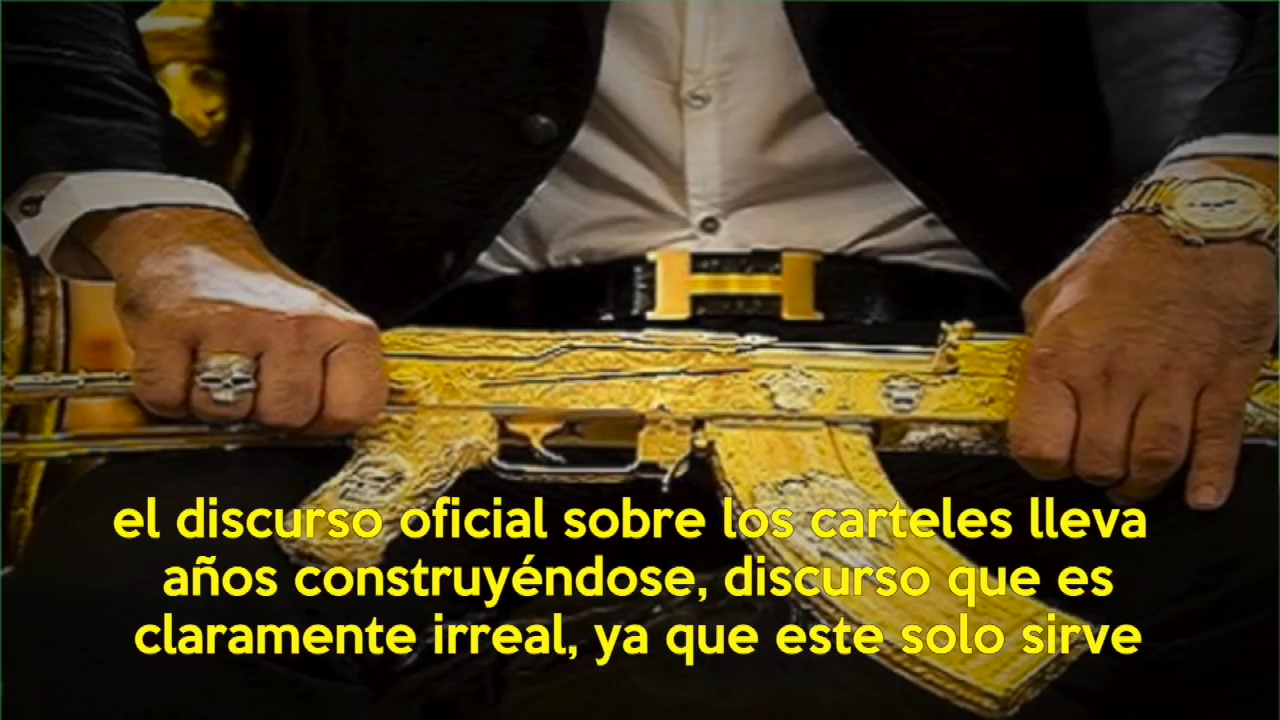 el discurso oficial sobre los carteles lleva
años construyéndose, discurso que es
claramente irreal, ya que este solo sirve